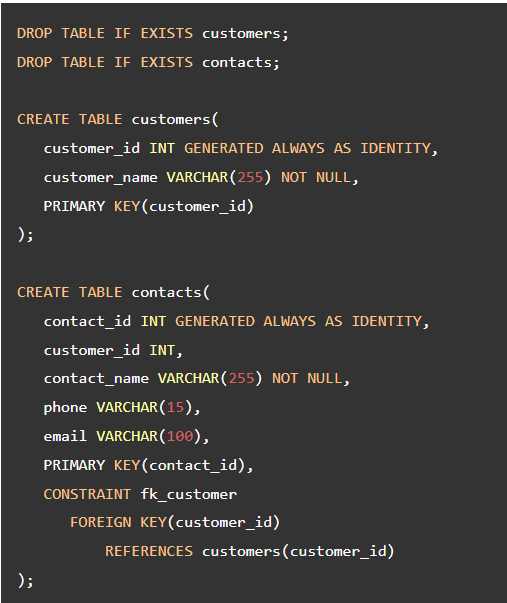 DROP TABLE IF EXISTS customers;
DROP TABLE IF EXISTS contacts;

CREATE TABLE customers(
   customer_id INT GENERATED ALWAYS AS IDENTITY,
   customer_name VARCHAR(255) NOT NULL,
   PRIMARY KEY(customer_id)
);

CREATE TABLE contacts(
   contact_id INT GENERATED ALWAYS AS IDENTITY,
   customer_id INT,
   contact_name VARCHAR(255) NOT NULL,
   phone VARCHAR(15),
   email VARCHAR(100),
   PRIMARY KEY(contact_id),
   CONSTRAINT fk_customer
      FOREIGN KEY(customer_id)
          REFERENCES customers(customer_id)
);